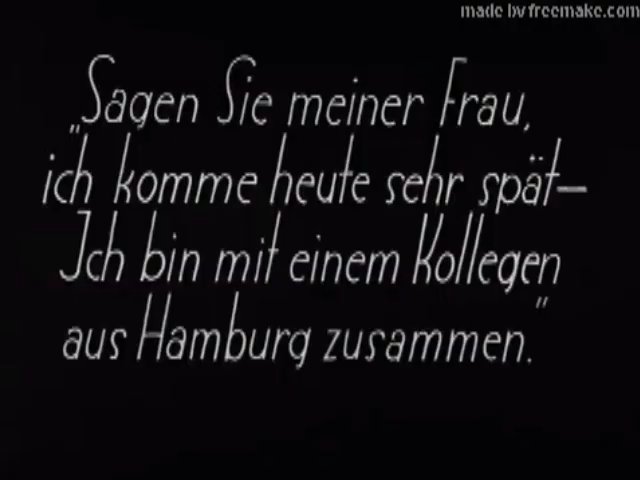 made by freemake.com
„Sagen Sie meiner Frau,
ich komme heute sehr spät—
Ich bin mit einem Kollegen
aus Hamburg zusammen."